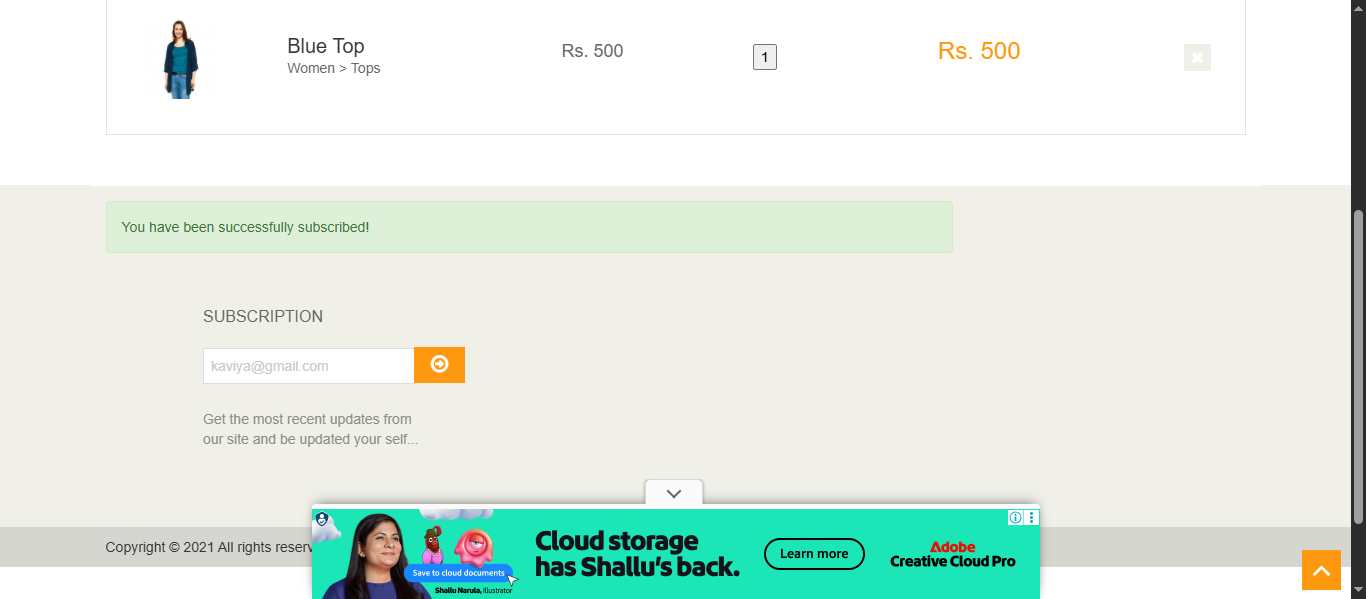 Blue Top
Women > Tops
Rs. 500
1
Rs. 500
You have been successfully subscribed!
SUBSCRIPTION
kaviya@gmail.com
Get the most recent updates from
our site and be updated your self...
Copyright © 2021 All rights reserv
Save to cloud documents
Shallu Narula, Illustrator
Cloud storage
has Shallu's back.
Learn more
Adobe
Creative Cloud Pro